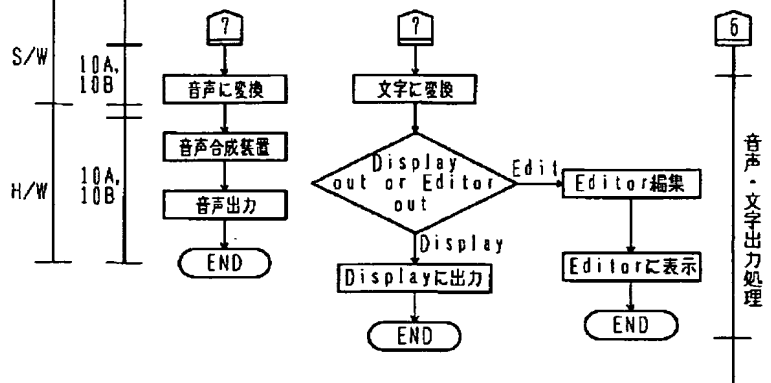 7
7
6
S/W
10A,
10B
音声に変換
文字に変換
音声合成装置
Display
out or Editor
out
Edit
Editor編集
H/W
10A,
10B
音声出力
Display
END
Displayに出力
Editorに表示
END
END
音声・文字出力処理